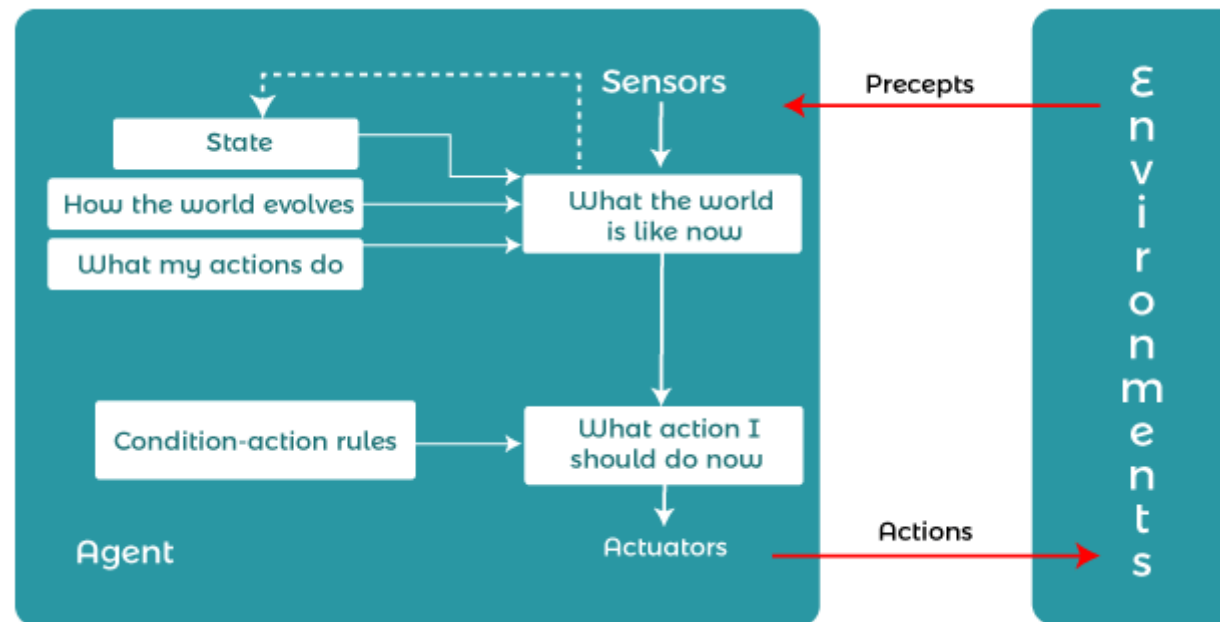 Sensors
Precepts
State
How the world evolves
What my actions do
What the world
is like now
Condition-action rules
What action I
should do now
Agent
Actuators
Actions
Environments